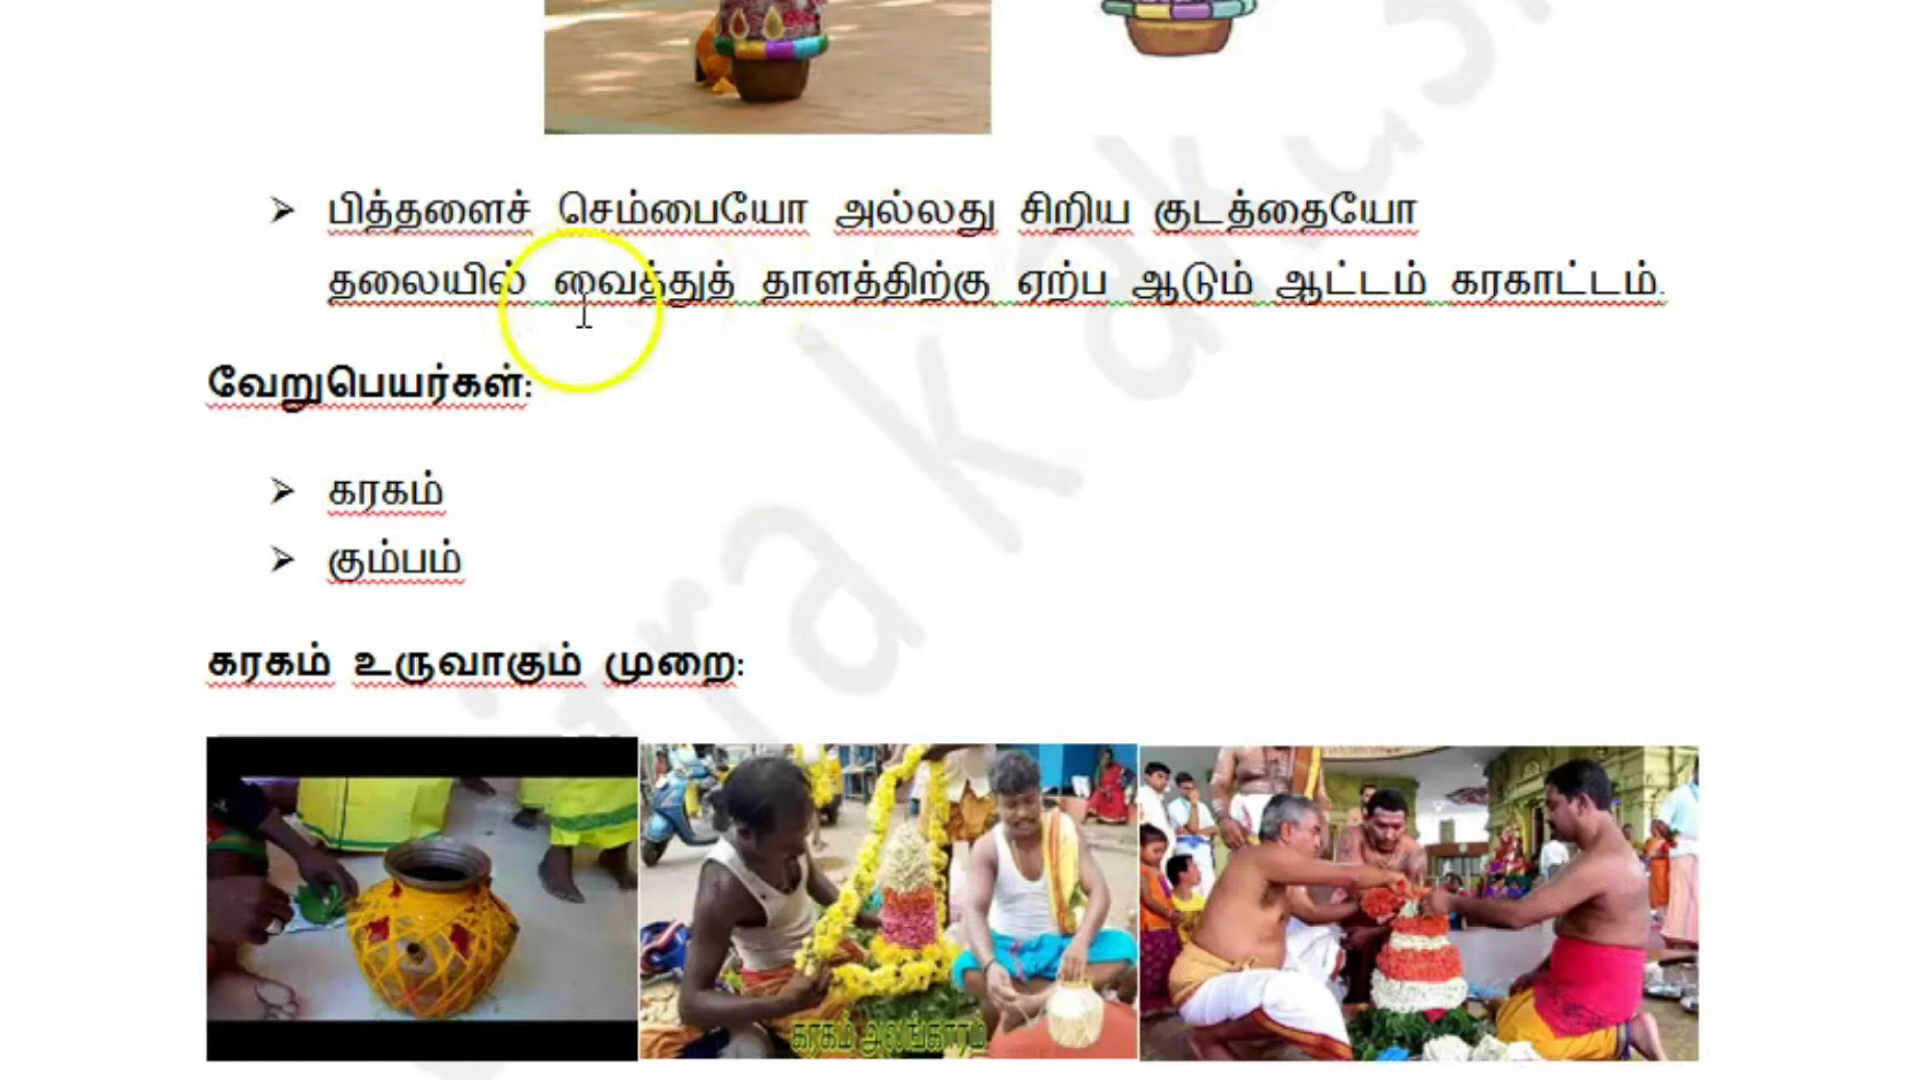 ➤ பித்தளைச் செம்பையோ அல்லது சிறிய குடத்தையோ
தலையில் வைத்துத் தாளத்திற்கு ஏற்ப ஆடும் ஆட்டம் கரகாட்டம்.
வேறுபெயர்கள்:
➤ கரகம்
➤ கும்பம்
கரகம் உருவாகும் முறை:
கரகம் அலங்காரம்